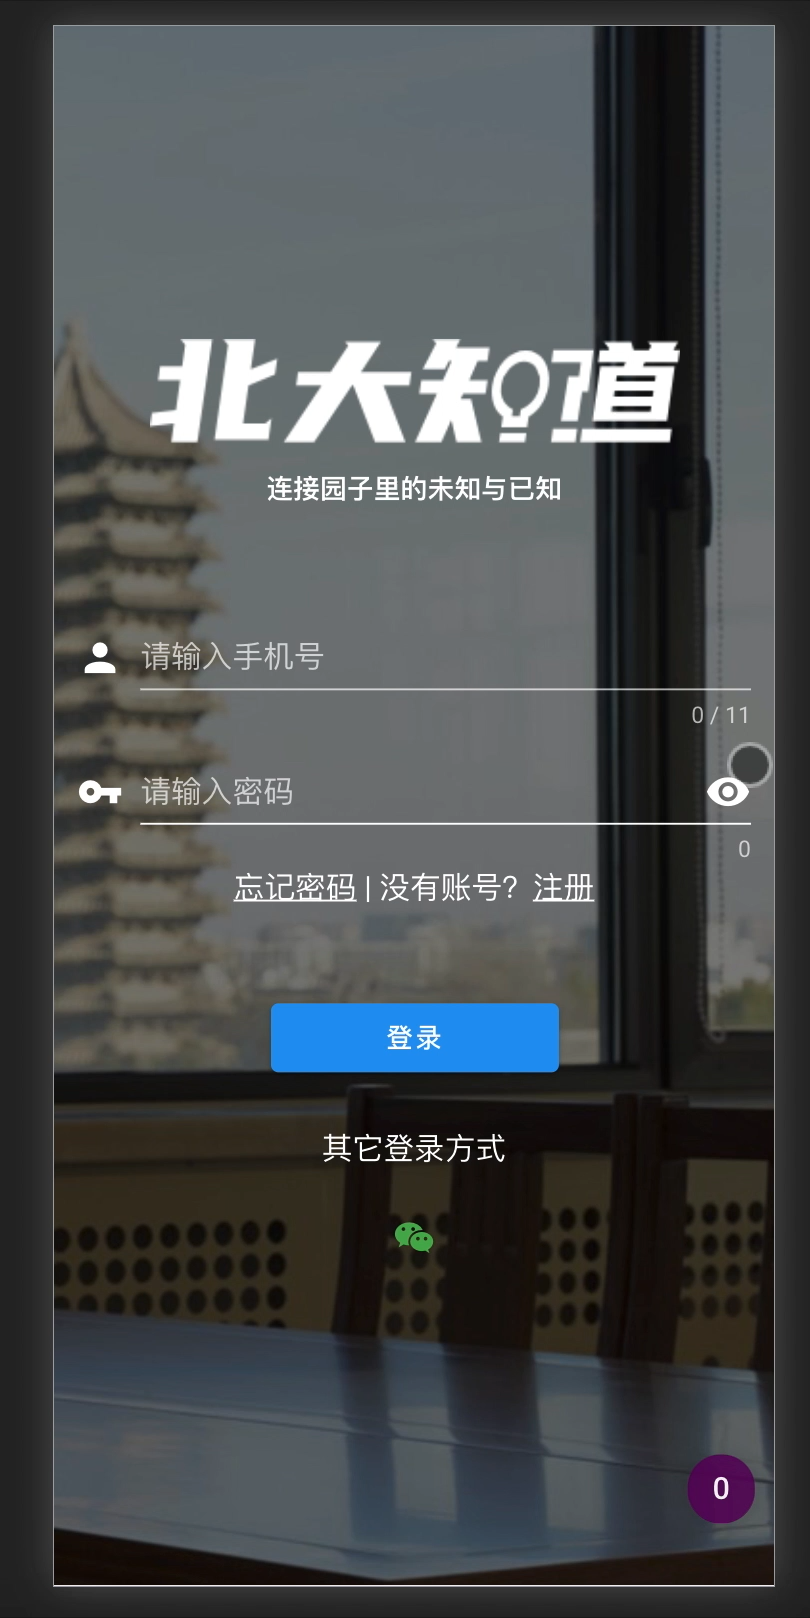 北大知道
连接园子里的未知与已知
请输入手机号
0 / 11
请输入密码
0
忘记密码 | 没有账号？ 注册
登录
其它登录方式
0